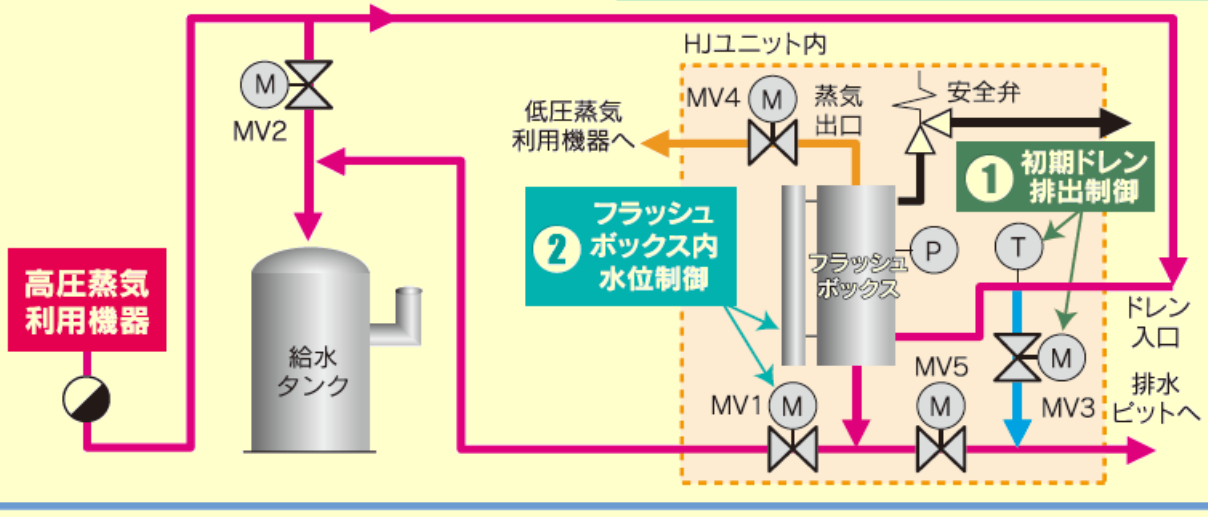 HJユニット内
M
MV2
MV4
M
蒸気
出口
安全弁
低圧蒸気
利用機器へ
1
初期ドレン
排出制御
2
フラッシュ
ボックス内
水位制御
フラッシュ
ボックス
P
T
高圧蒸気
利用機器
給水
タンク
ドレン
入口
MV1
M
MV5
M
M
MV3
排水
ピットへ